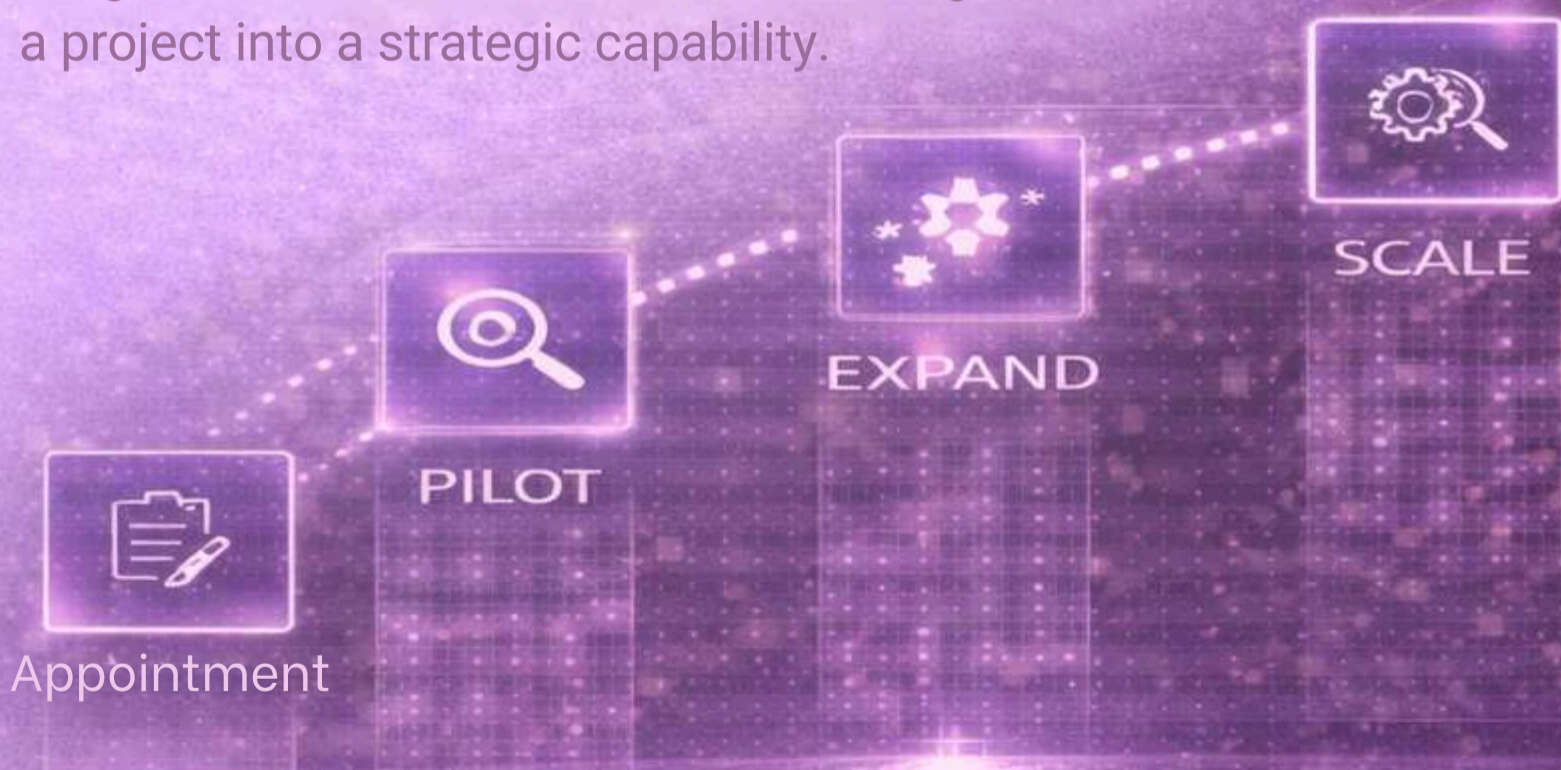 a project into a strategic capability.
SCALE
EXPAND
PILOT
Appointment